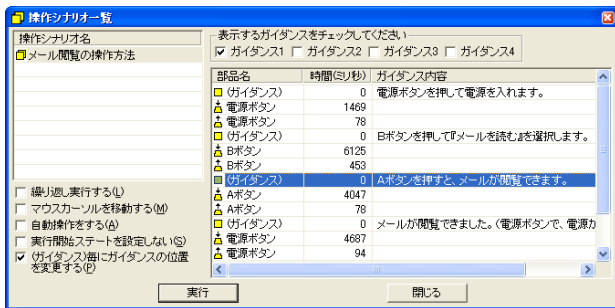 操作シナリオ一覧
操作シナリオ名
メール閲覧の操作方法
表示するガイダンスをチェックしてください
ガイダンス1 ガイダンス2 ガイダンス3 ガイダンス4
部品名 時間(ミリ秒) ガイダンス内容
(ガイダンス) 0 電源ボタンを押して電源を入れます。
電源ボタン 1469
電源ボタン 78
(ガイダンス) 0 Bボタンを押して『メールを読む』を選択します。
Bボタン 6125
Bボタン 453
(ガイダンス) 0 Aボタンを押すと、メールが閲覧できます。
Aボタン 4047
Aボタン 78
(ガイダンス) 0 メールが閲覧できました。(電源ボタンで、電源が
電源ボタン 4687
電源ボタン 94
繰り返し実行する(L)
マウスカーソルを移動する(M)
自動操作をする(A)
実行開始ステートを設定しない(S)
(ガイダンス)毎にガイダンスの位置
を変更する(P)
実行 閉じる